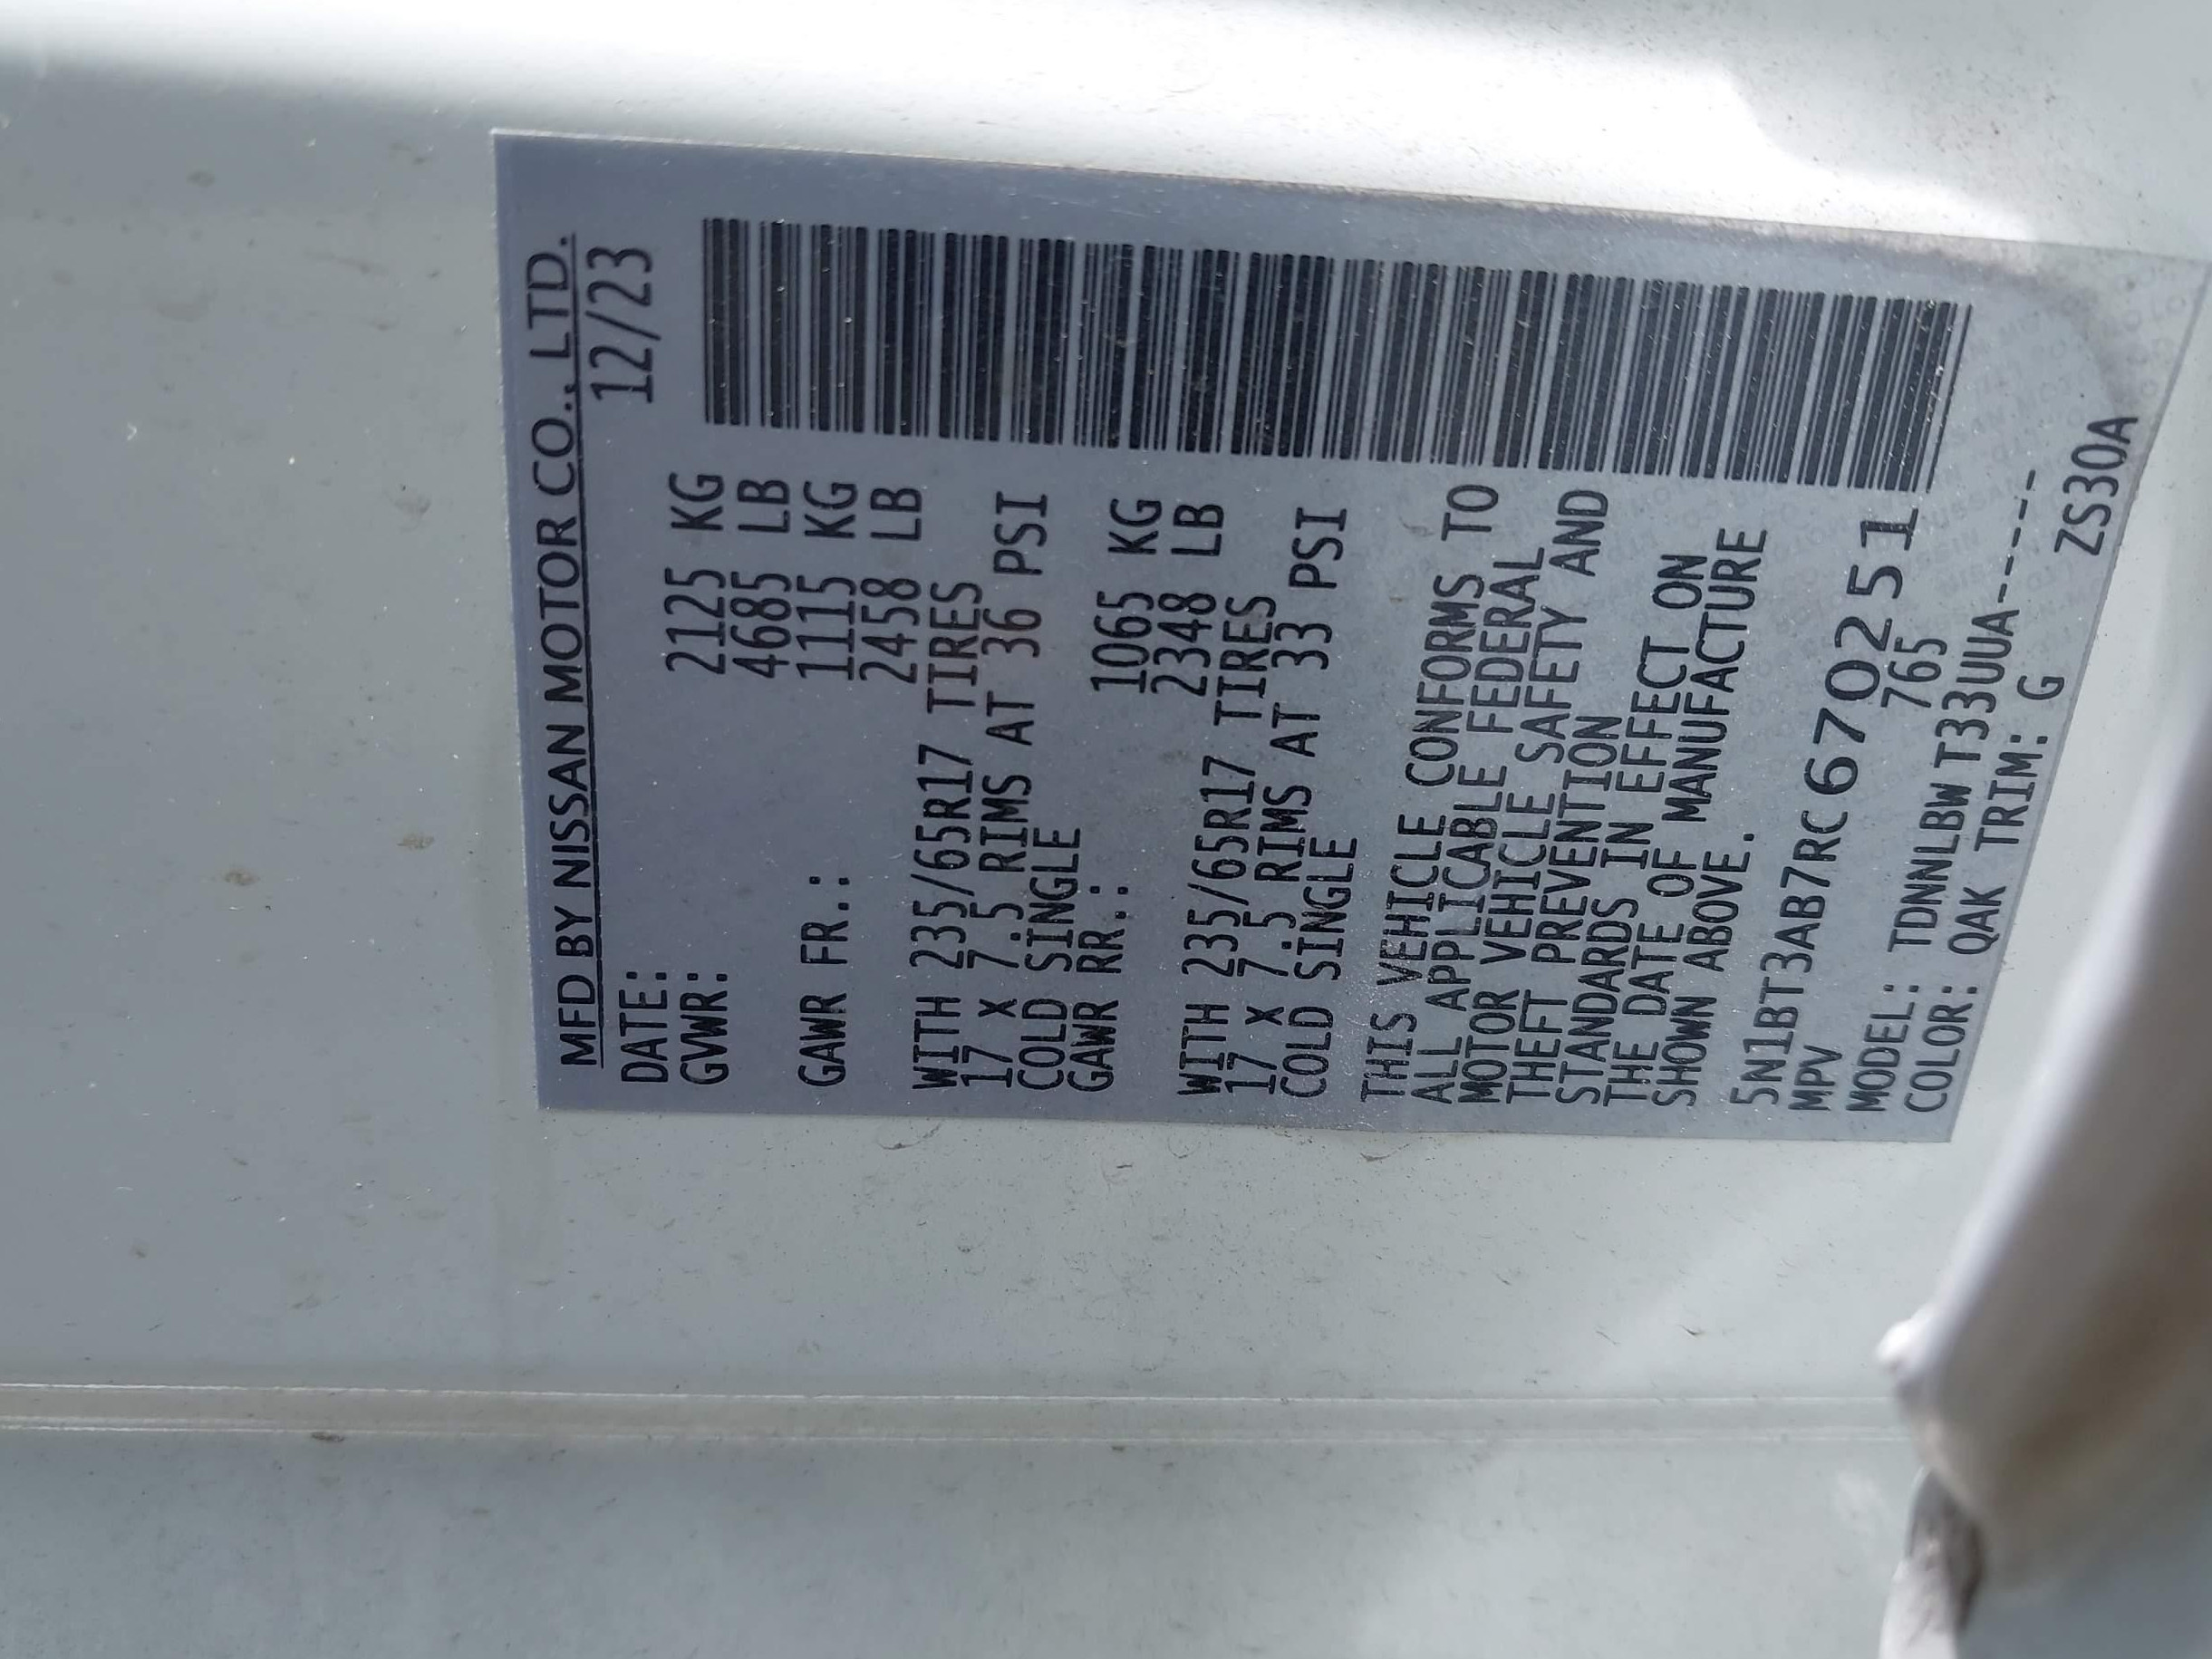 MFD BY NISSAN MOTOR CO., LTD.
DATE: 12/23
GVWR: 2125 KG
4685 LB
GAWR FR.: 1115 KG
2458 LB
WITH 235/65R17 TIRES
17 X 7.5 RIMS AT 36 PSI
COLD SINGLE
GAWR RR.: 1065 KG
2348 LB
WITH 235/65R17 TIRES
17 X 7.5 RIMS AT 33 PSI
COLD SINGLE
THIS VEHICLE CONFORMS TO
ALL APPLICABLE FEDERAL
MOTOR VEHICLE SAFETY AND
THEFT PREVENTION
STANDARDS IN EFFECT ON
THE DATE OF MANUFACTURE
SHOWN ABOVE.
5N1BT3AB7RC670251
MPV 765
MODEL: TDNNLBW T33UUA-----
COLOR: QAK TRIM: G ZS30A